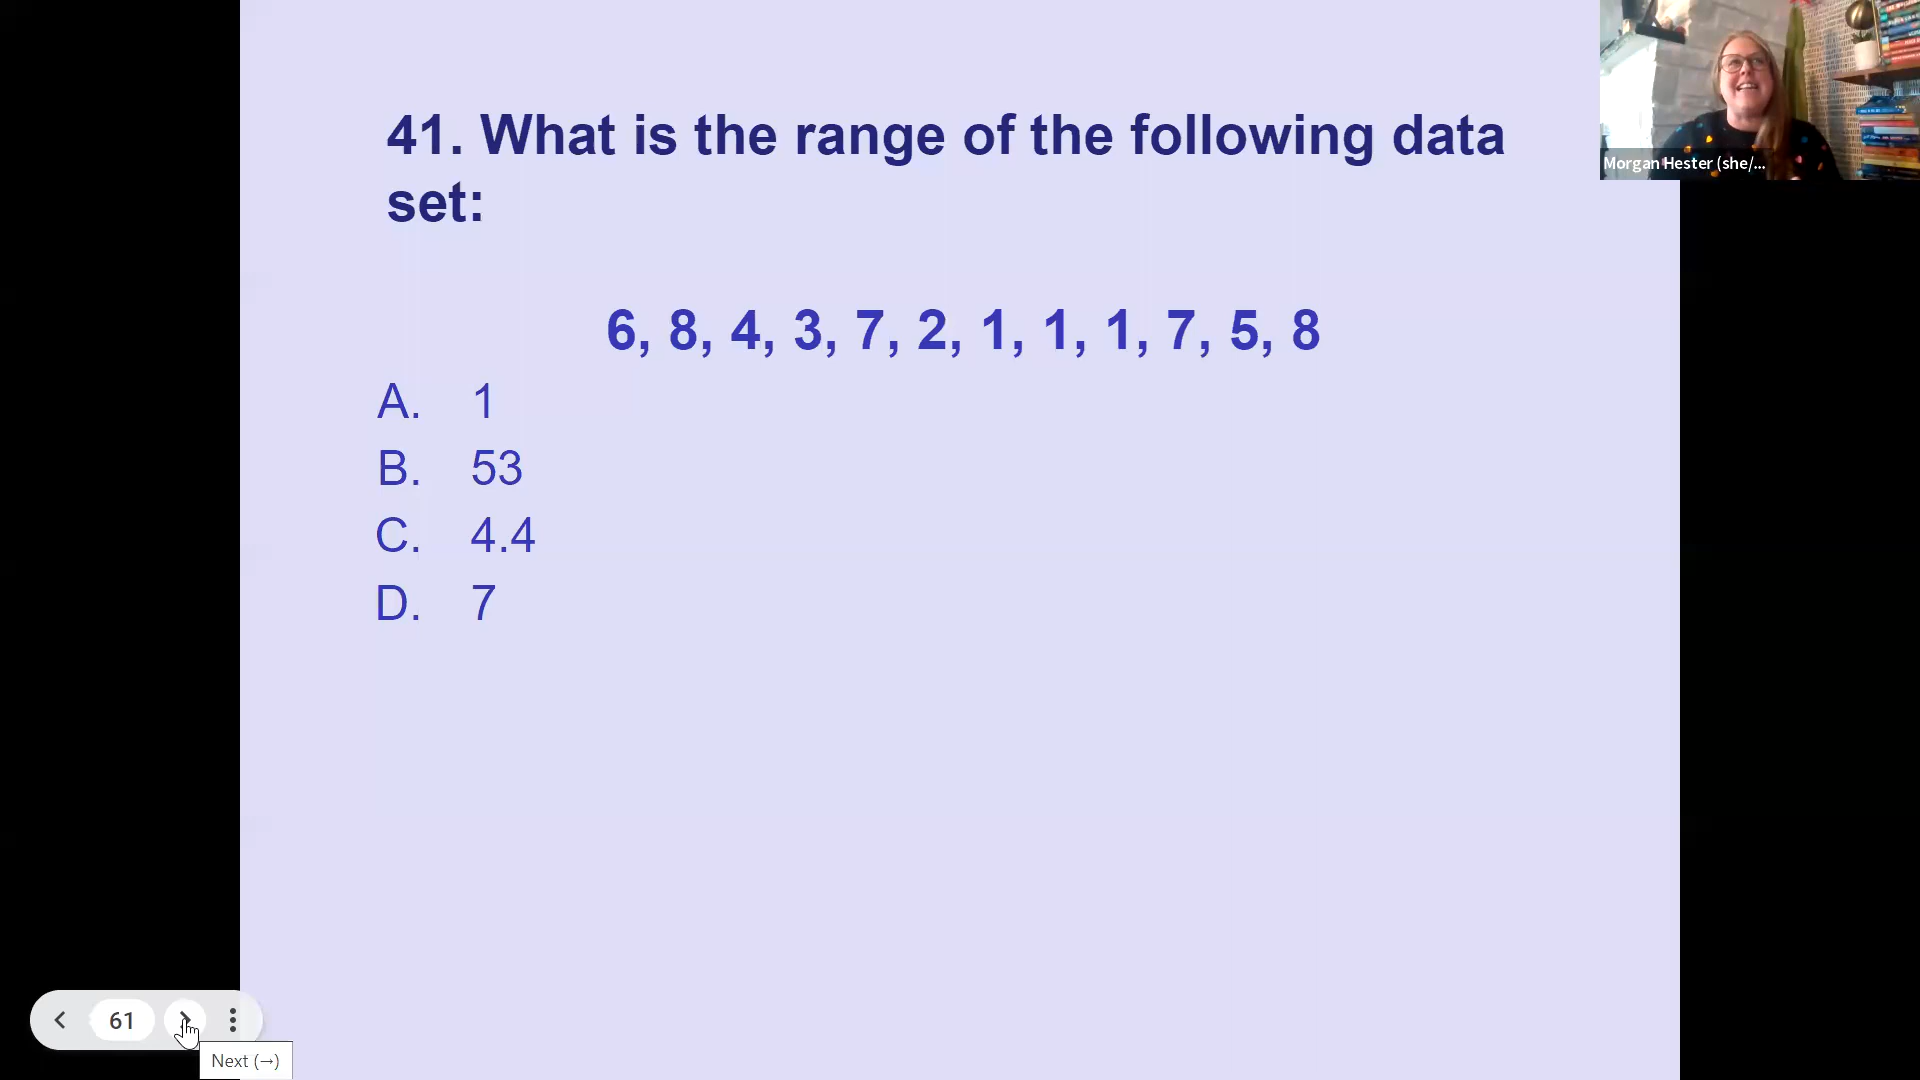 41. What is the range of the following data
set:
6, 8, 4, 3, 7, 2, 1, 1, 1, 7, 5, 8
A. 1
B. 53
C. 4.4
D. 7
Morgan Hester (she/...
61
Next (→)